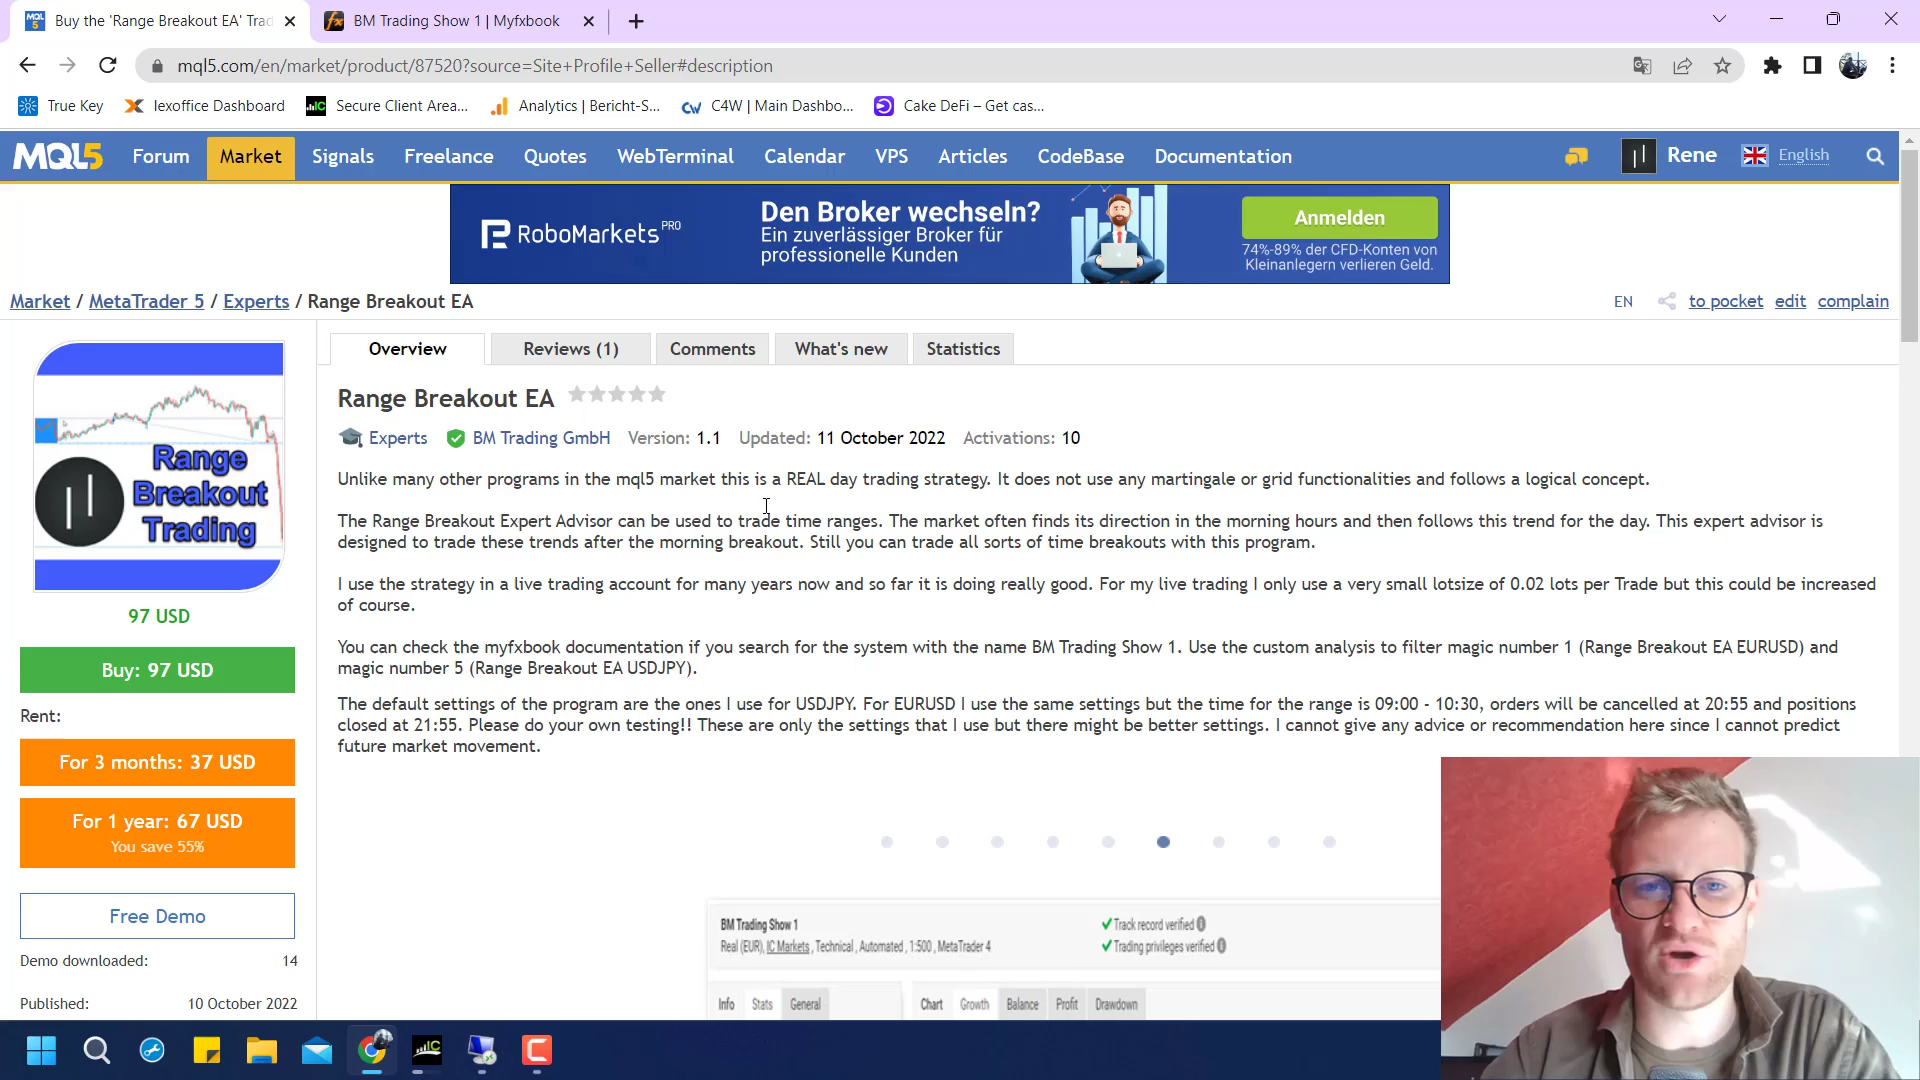 Buy the 'Range Breakout EA' Trad
BM Trading Show 1 | Myfxbook
mql5.com/en/market/product/87520?source=Site+Profile+Seller#description
True Key
lexoffice Dashboard
Secure Client Area...
Analytics | Bericht-S...
C4W | Main Dashbo...
Cake DeFi – Get cas...
MQL5
Forum
Market
Signals
Freelance
Quotes
WebTerminal
Calendar
VPS
Articles
CodeBase
Documentation
Rene
English
RoboMarkets PRO
Den Broker wechseln?
Ein zuverlässiger Broker für
professionelle Kunden
Anmelden
74%-89% der CFD-Konten von
Kleinanlegern verlieren Geld.
Market / MetaTrader 5 / Experts / Range Breakout EA
EN
to pocket
edit
complain
Overview
Reviews (1)
Comments
What's new
Statistics
Range Breakout EA
Experts
BM Trading GmbH
Version: 1.1
Updated: 11 October 2022
Activations: 10
Unlike many other programs in the mql5 market this is a REAL day trading strategy. It does not use any martingale or grid functionalities and follows a logical concept.
The Range Breakout Expert Advisor can be used to trade time ranges. The market often finds its direction in the morning hours and then follows this trend for the day. This expert advisor is
designed to trade these trends after the morning breakout. Still you can trade all sorts of time breakouts with this program.
I use the strategy in a live trading account for many years now and so far it is doing really good. For my live trading I only use a very small lotsize of 0.02 lots per Trade but this could be increased
of course.
You can check the myfxbook documentation if you search for the system with the name BM Trading Show 1. Use the custom analysis to filter magic number 1 (Range Breakout EA EURUSD) and
magic number 5 (Range Breakout EA USDJPY).
The default settings of the program are the ones I use for USDJPY. For EURUSD I use the same settings but the time for the range is 09:00 - 10:30, orders will be cancelled at 20:55 and positions
closed at 21:55. Please do your own testing!! These are only the settings that I use but there might be better settings. I cannot give any advice or recommendation here since I cannot predict
future market movement.
Range
Breakout
Trading
97 USD
Buy: 97 USD
Rent:
For 3 months: 37 USD
For 1 year: 67 USD
You save 55%
Free Demo
Demo downloaded: 14
Published: 10 October 2022
BM Trading Show 1
Real (EUR), IC Markets, Technical, Automated, 1:500, MetaTrader 4
Track record verified
Trading privileges verified
Info
Stats
General
Chart
Growth
Balance
Profit
Drawdown